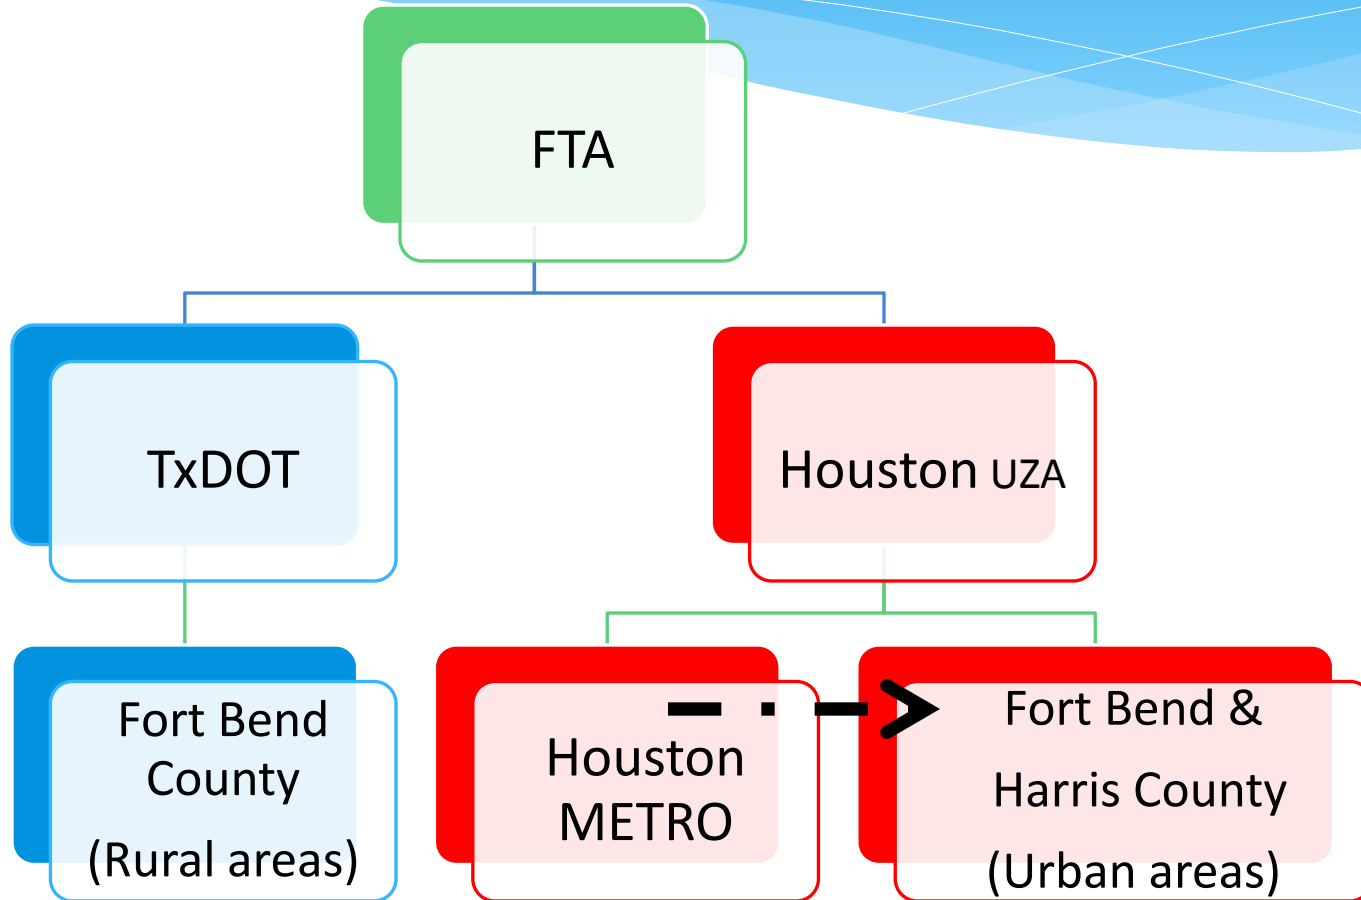 FTA
TxDOT
Houston UZA
Fort Bend
County
(Rural areas)
Houston
METRO
Fort Bend &
Harris County
(Urban areas)